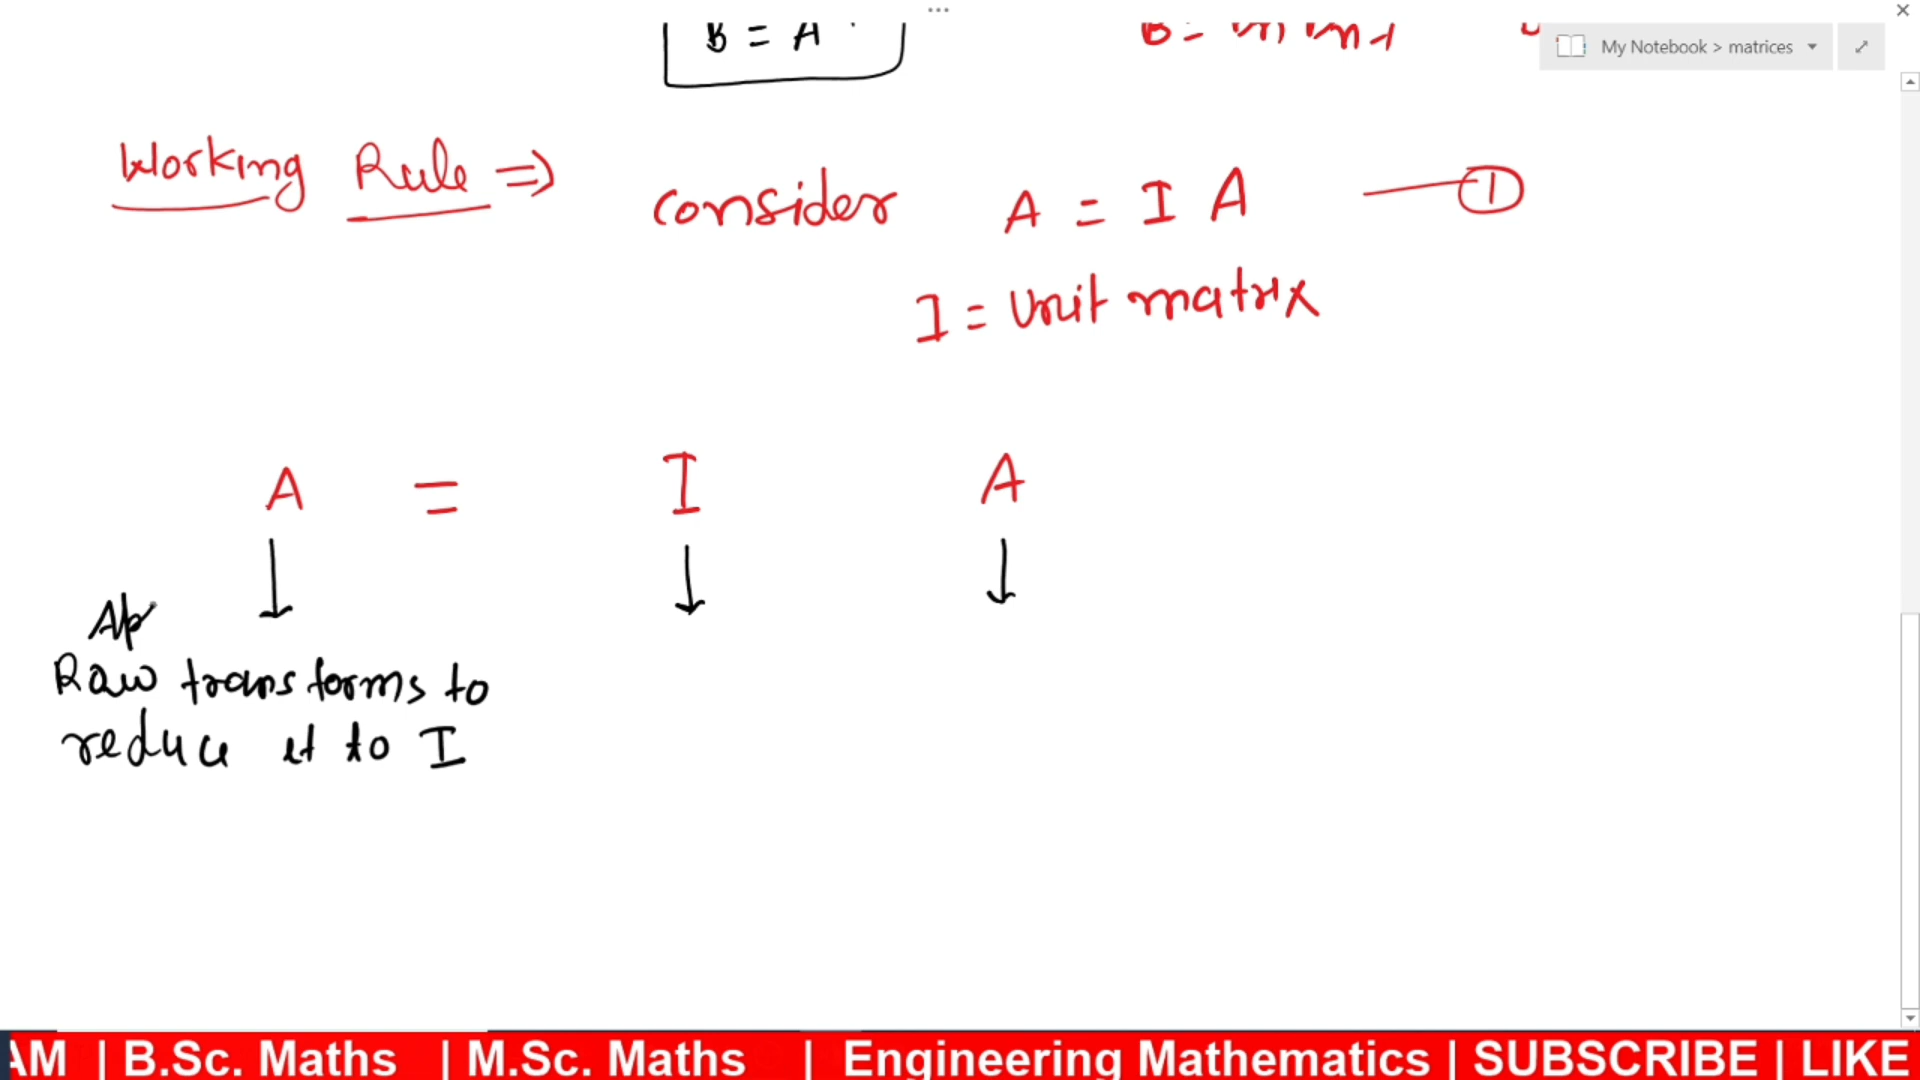 B = A
My Notebook > matrices
Working Rule ⇒ consider A = I A —①
I = Unit matrix
A = I A
↓ ↓ ↓
Ap
Raw transforms to
reduce it to I
AM | B.Sc. Maths | M.Sc. Maths | Engineering Mathematics | SUBSCRIBE | LIKE